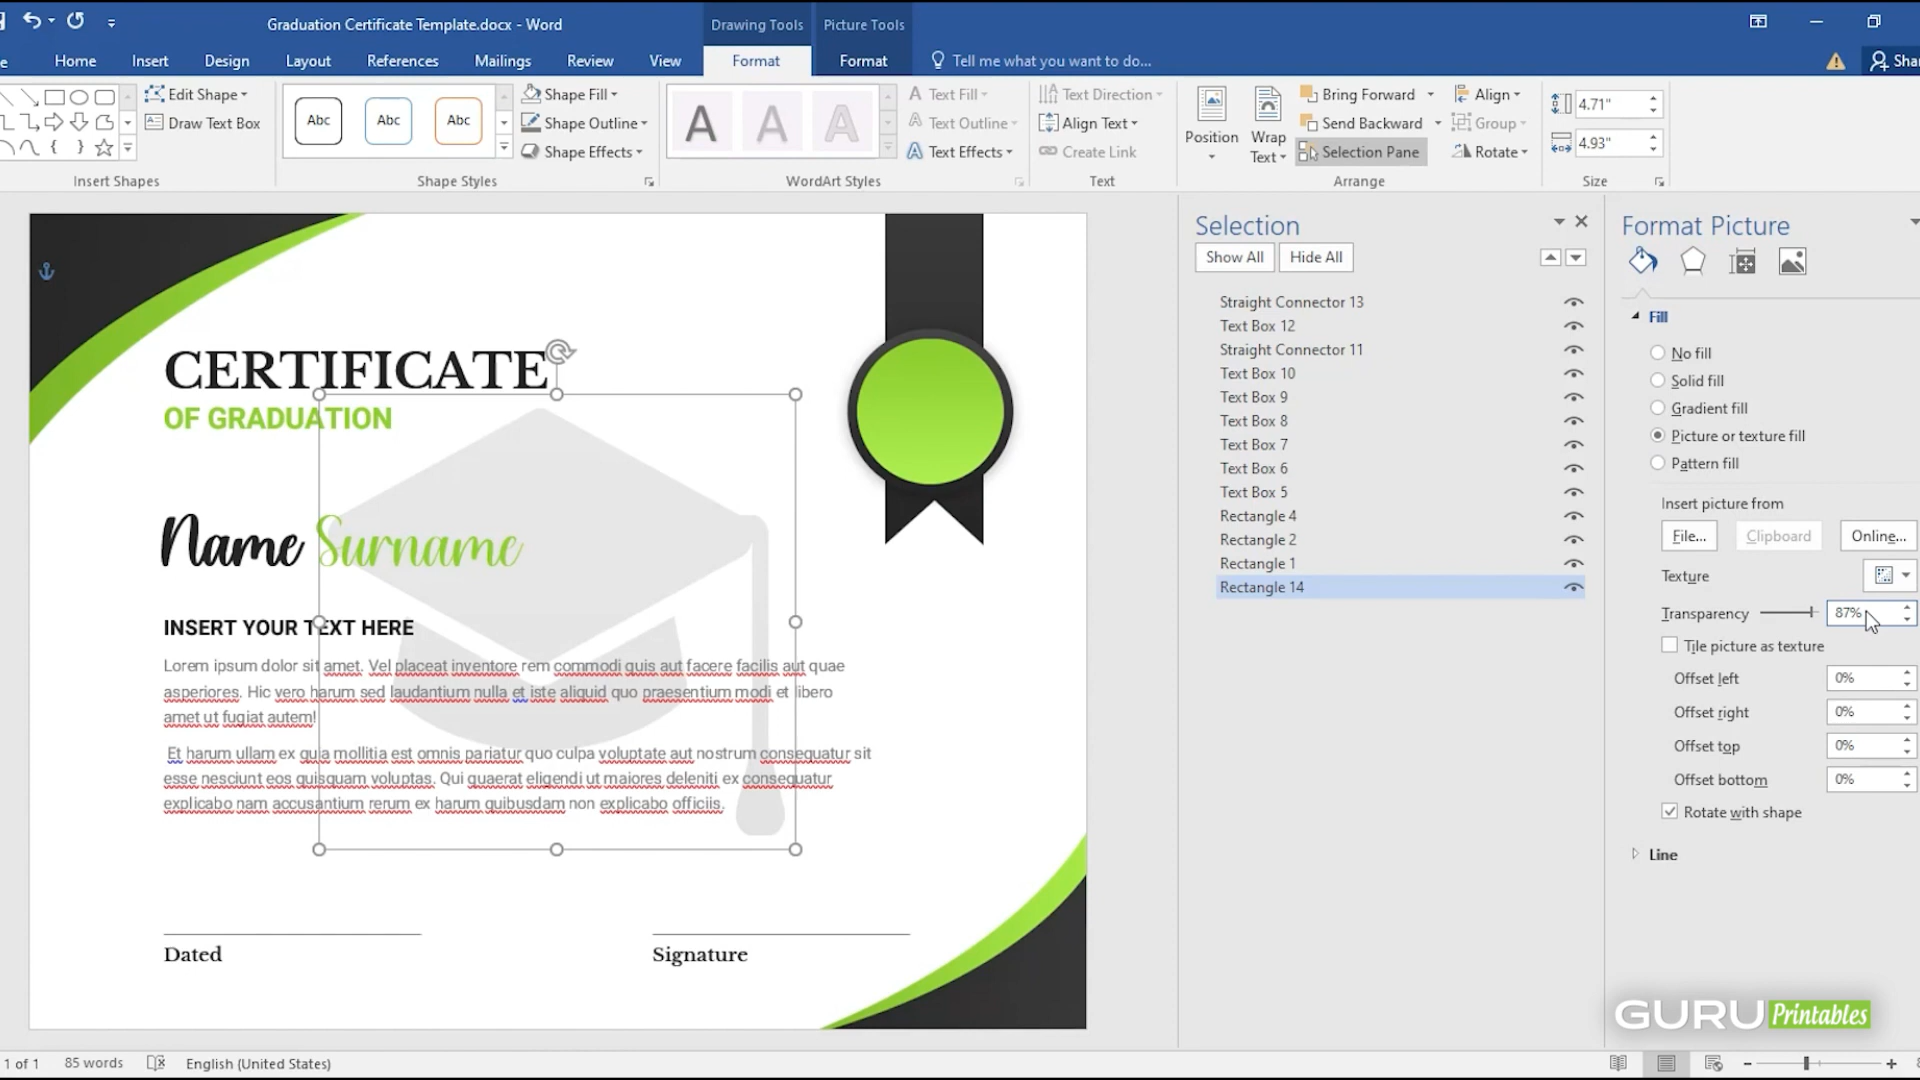 Graduation Certificate Template.docx - Word
Drawing Tools
Picture Tools
Home
Insert
Design
Layout
References
Mailings
Review
View
Format
Format
Tell me what you want to do...
Edit Shape
Draw Text Box
Insert Shapes
Abc
Abc
Abc
Shape Fill
Shape Outline
Shape Effects
Shape Styles
A
A
A
Text Fill
Text Outline
Text Effects
WordArt Styles
Text Direction
Align Text
Create Link
Text
Position
Wrap
Text
Bring Forward
Send Backward
Selection Pane
Align
Group
Rotate
Arrange
4.71"
4.93"
Size
CERTIFICATE
OF GRADUATION
Name Surname
INSERT YOUR TEXT HERE
Lorem ipsum dolor sit amet. Vel placeat inventore rem commodi quis aut facere facilis aut quae
asperiores. Hic vero harum sed laudantium nulla et iste aliquid quo praesentium modi et libero
amet ut fugiat autem!
Et harum ullam ex quia mollitia est omnis pariatur quo culpa voluptate aut nostrum consequatur sit
esse nesciunt eos quisquam voluptas. Qui quaerat eligendi ut maiores deleniti ex consequatur
explicabo nam accusantium rerum ex harum quibusdam non explicabo officiis.
Dated
Signature
Selection
Show All
Hide All
Straight Connector 13
Text Box 12
Straight Connector 11
Text Box 10
Text Box 9
Text Box 8
Text Box 7
Text Box 6
Text Box 5
Rectangle 4
Rectangle 2
Rectangle 1
Rectangle 14
Format Picture
Fill
No fill
Solid fill
Gradient fill
Picture or texture fill
Pattern fill
Insert picture from
File...
Clipboard
Online...
Texture
Transparency
87%
Tile picture as texture
Offset left
0%
Offset right
0%
Offset top
0%
Offset bottom
0%
Rotate with shape
Line
GURU Printables
1 of 1
85 words
English (United States)